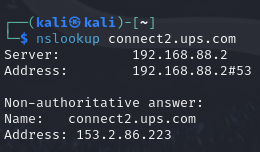 ┌──(kali㉿kali)-[~]
└─$ nslookup connect2.ups.com
Server:         192.168.88.2
Address:        192.168.88.2#53

Non-authoritative answer:
Name:   connect2.ups.com
Address: 153.2.86.223